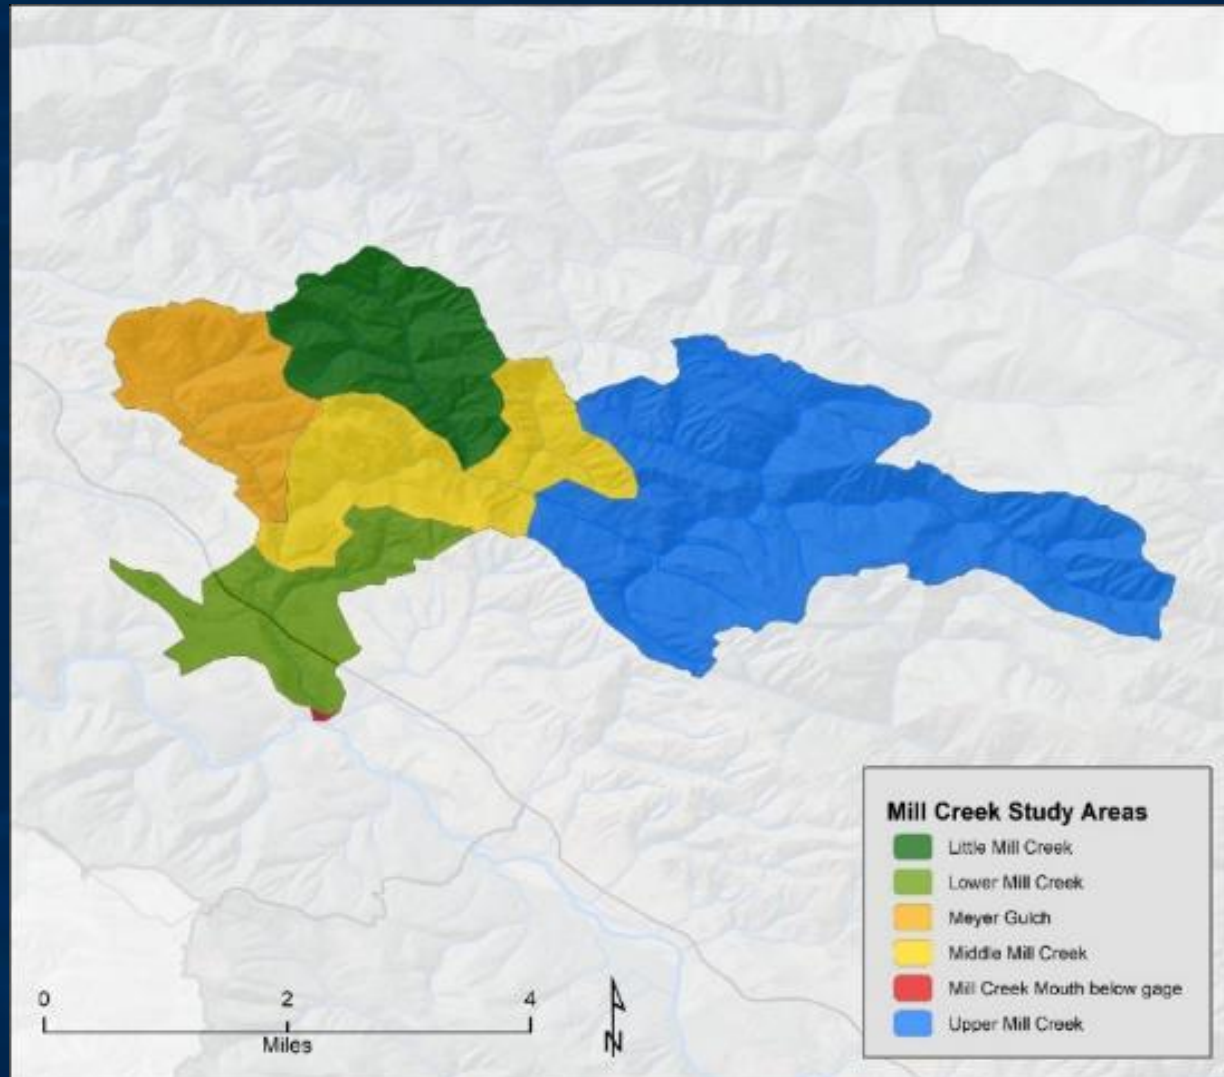 Mill Creek Study Areas
Little Mill Creek
Lower Mill Creek
Meyer Gulch
Middle Mill Creek
Mill Creek Mouth below gage
Upper Mill Creek
0 2 4
Miles
N